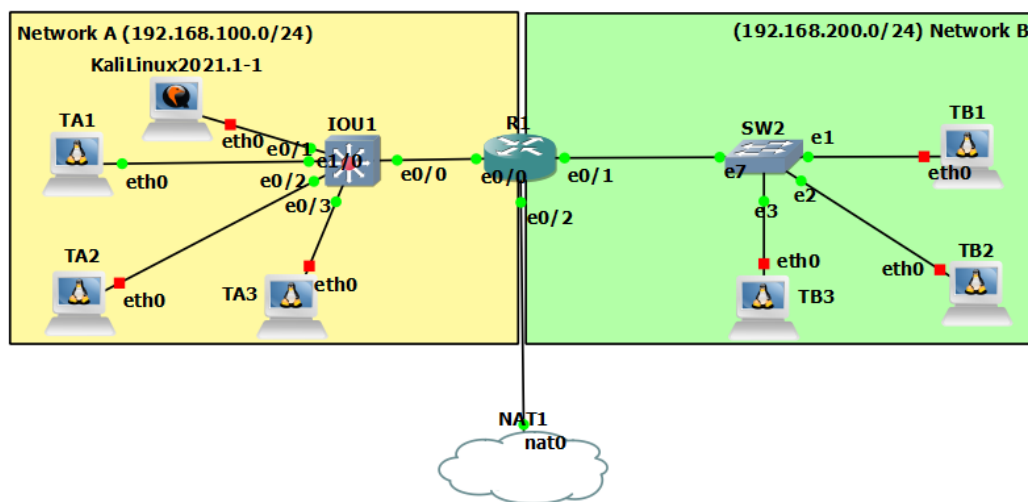 Network A (192.168.100.0/24)
(192.168.200.0/24) Network B
KaliLinux2021.1-1
TA1
IOU1
R1
SW2
TB1
eth0
e0/1
e1/0
e0/0
e0/0
e0/1
e7
e1
eth0
eth0
e0/2
e0/3
e0/2
e3
e2
TA2
eth0
TA3
eth0
eth0
TB3
eth0
TB2
NAT1
nat0